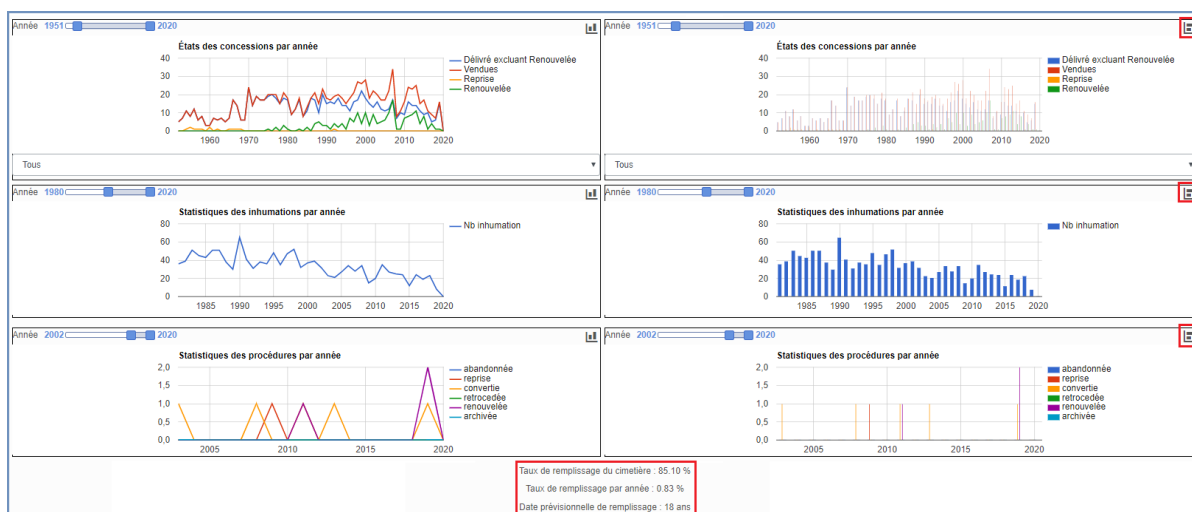 Année 1951 2020
États des concessions par année
40
30
20
10
0
1960 1970 1980 1990 2000 2010 2020
Délivré excluant Renouvelée
Vendues
Reprise
Renouvelée
Tous
Année 1951 2020
États des concessions par année
40
30
20
10
0
1960 1970 1980 1990 2000 2010 2020
Délivré excluant Renouvelée
Vendues
Reprise
Renouvelée
Tous
Année 1980 2020
Statistiques des inhumations par année
80
60
40
20
0
1985 1990 1995 2000 2005 2010 2015 2020
Nb inhumation
Année 1980 2020
Statistiques des inhumations par année
80
60
40
20
0
1985 1990 1995 2000 2005 2010 2015 2020
Nb inhumation
Année 2002 2020
Statistiques des procédures par année
2,0
1,5
1,0
0,5
0,0
2005 2010 2015 2020
abandonnée
reprise
convertie
retrocedée
renouvelée
archivée
Année 2002 2020
Statistiques des procédures par année
2,0
1,5
1,0
0,5
0,0
2005 2010 2015 2020
abandonnée
reprise
convertie
retrocedée
renouvelée
archivée
Taux de remplissage du cimetière : 85.10 %
Taux de remplissage par année : 0.83 %
Date prévisionnelle de remplissage : 18 ans